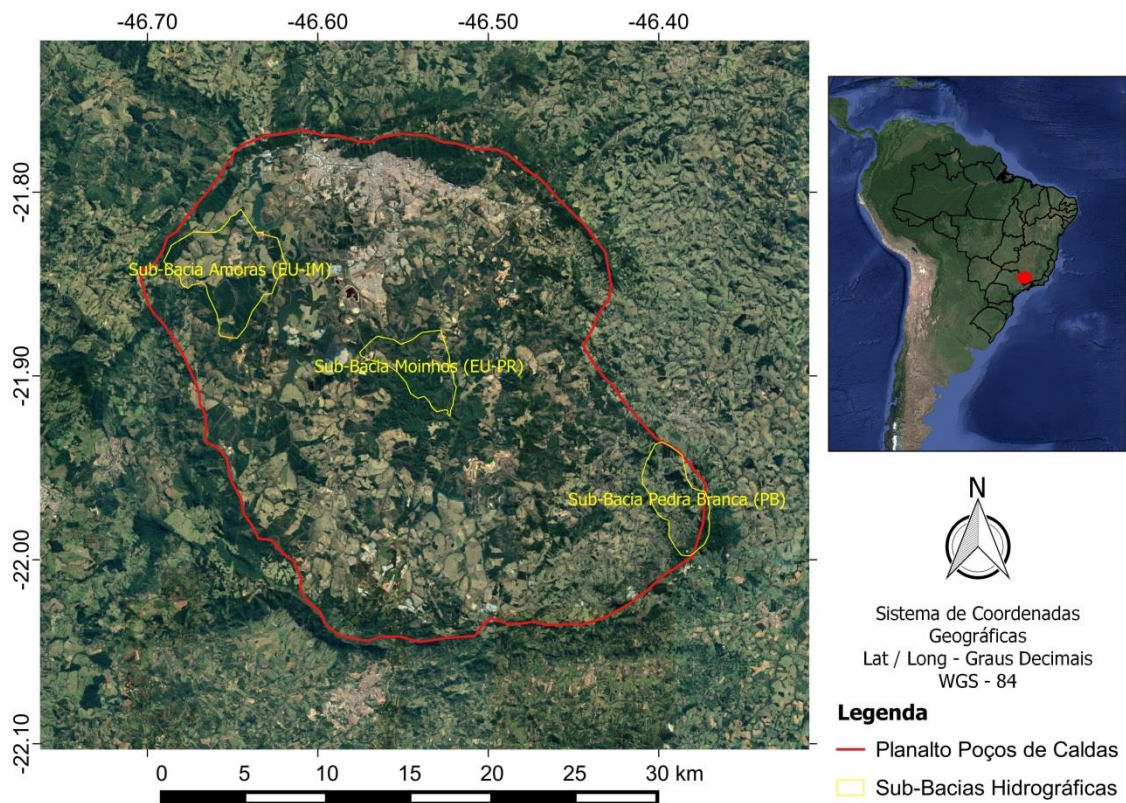 -46.70 -46.60 -46.50 -46.40
-21.80
-21.90
-22.00
-22.10
Sub-Bacia Amoras (EU-IM)
Sub-Bacia Moinhos (EU-PR)
Sub-Bacia Pedra Branca (PB)
0 5 10 15 20 25 30 km
N
Sistema de Coordenadas
Geográficas
Lat / Long - Graus Decimais
WGS - 84
Legenda
Planalto Poços de Caldas
Sub-Bacias Hidrográficas